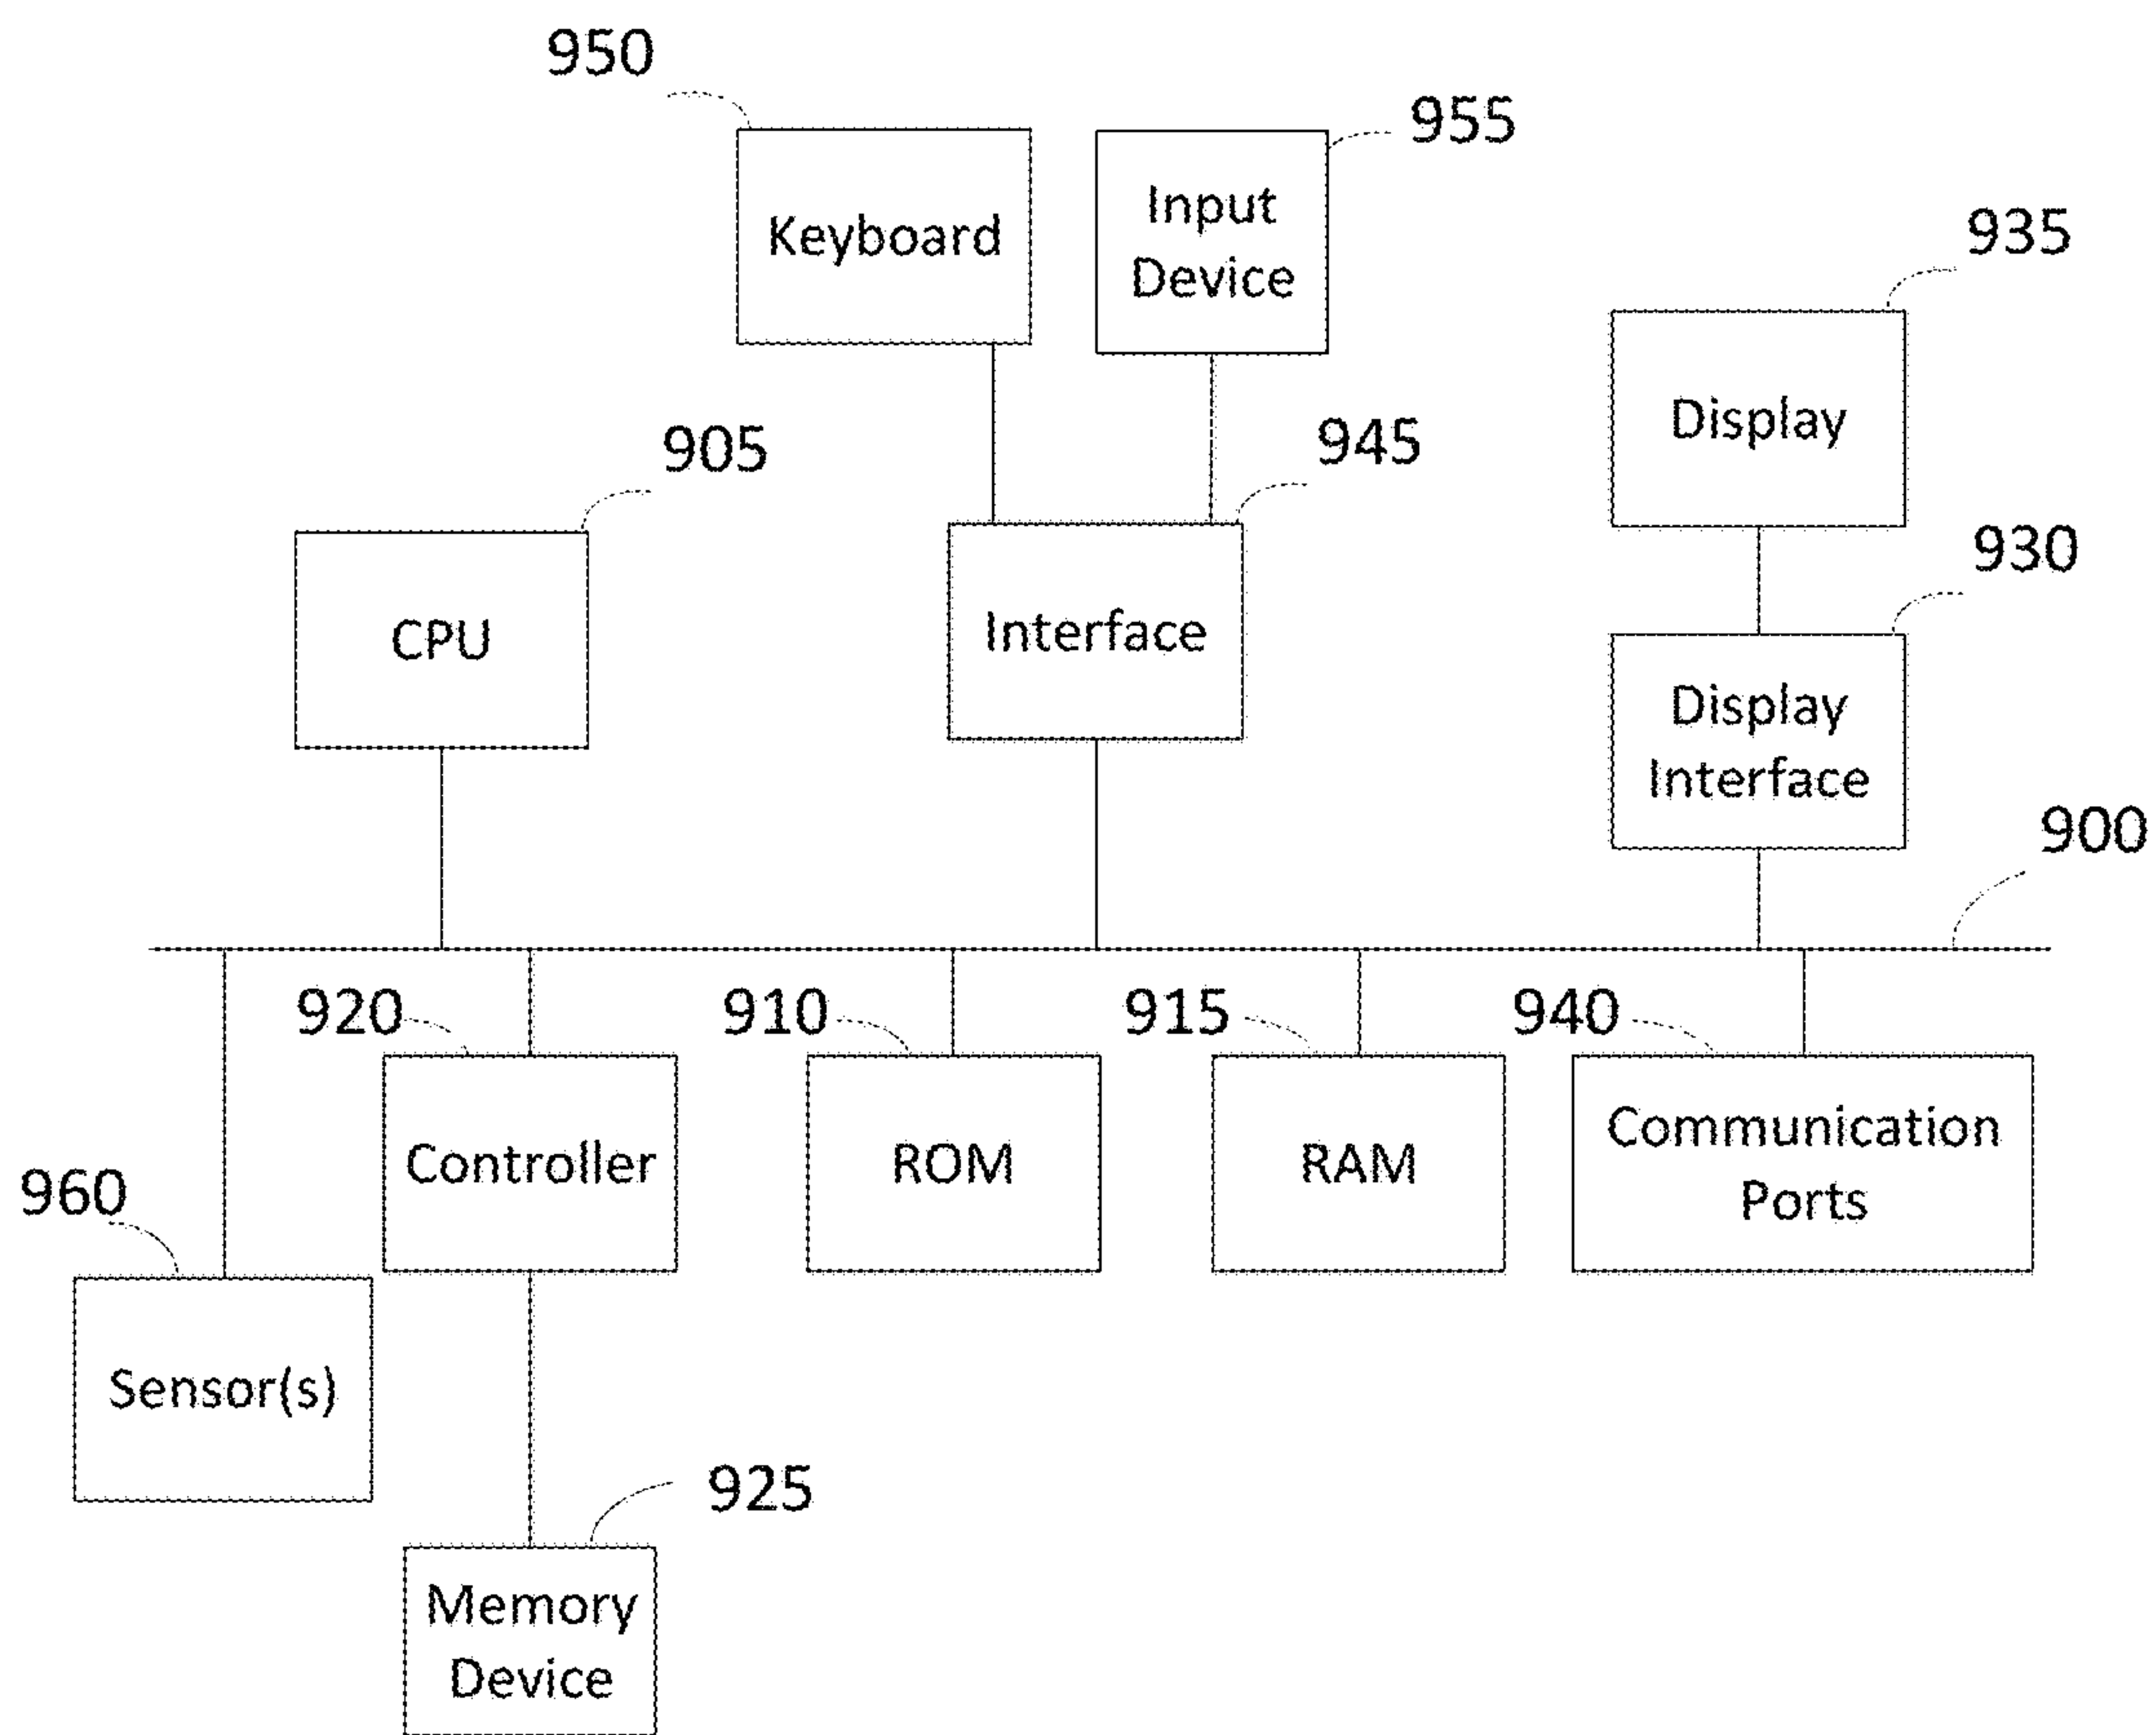 950
955
Keyboard
Input
Device
935
Display
905
945
CPU
Interface
930
Display
Interface
900
920
910
915
940
Controller
ROM
RAM
Communication
Ports
960
Sensor(s)
925
Memory
Device